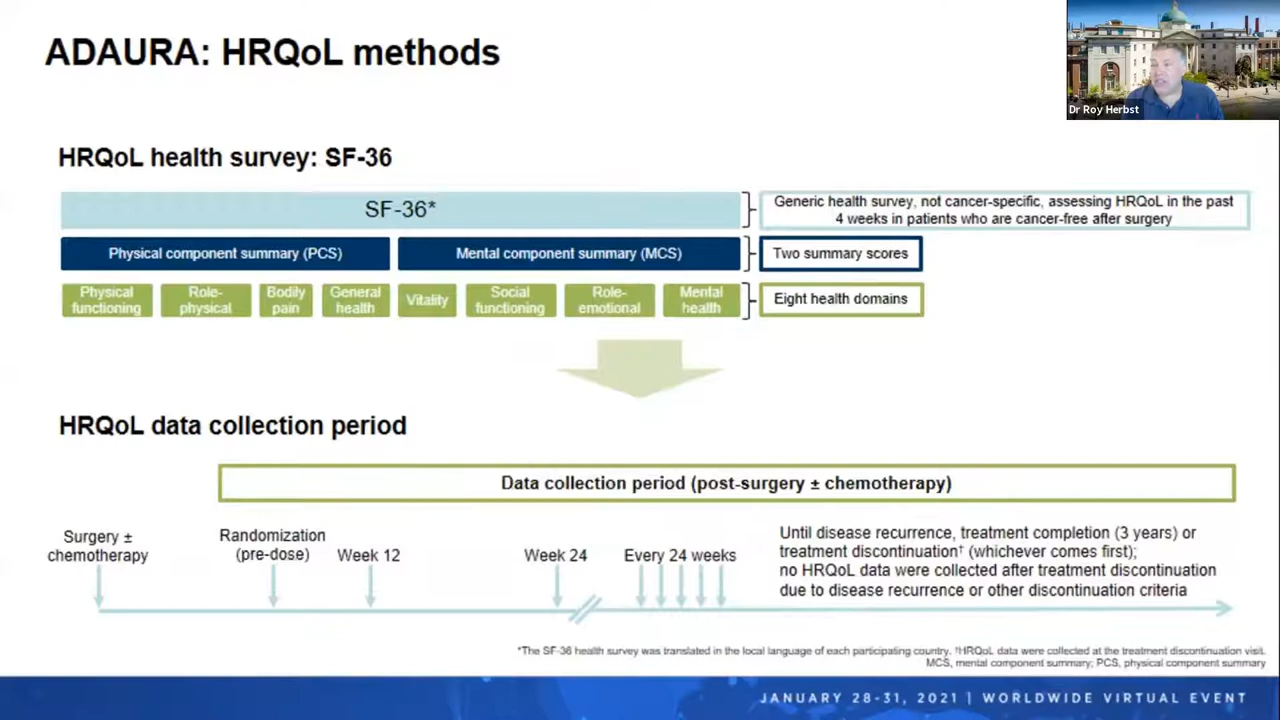 ADAURA: HRQoL methods
Dr Roy Herbst
HRQoL health survey: SF-36
SF-36*
Generic health survey, not cancer-specific, assessing HRQoL in the past
4 weeks in patients who are cancer-free after surgery
Physical component summary (PCS)
Mental component summary (MCS)
Two summary scores
Physical
functioning
Role-
physical
Bodily
pain
General
health
Vitality
Social
functioning
Role-
emotional
Mental
health
Eight health domains
HRQoL data collection period
Data collection period (post-surgery ± chemotherapy)
Surgery ±
chemotherapy
Randomization
(pre-dose)
Week 12
Week 24
Every 24 weeks
Until disease recurrence, treatment completion (3 years) or
treatment discontinuation† (whichever comes first);
no HRQoL data were collected after treatment discontinuation
due to disease recurrence or other discontinuation criteria
*The SF-36 health survey was translated in the local language of each participating country. †HRQoL data were collected at the treatment discontinuation visit.
MCS, mental component summary; PCS, physical component summary
JANUARY 28-31, 2021 | WORLDWIDE VIRTUAL EVENT